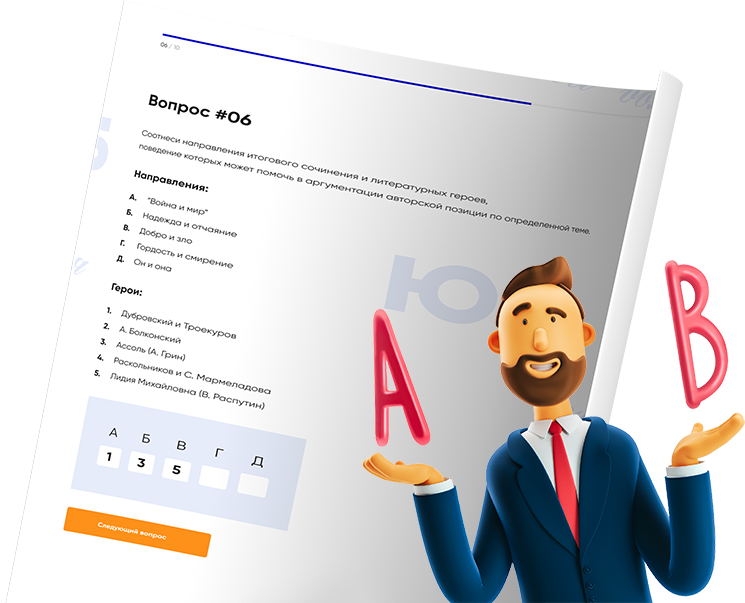 06 / 10
Вопрос #06
Соотнеси направления итогового сочинения и литературных героев,
поведение которых может помочь в аргументации авторской позиции по определенной теме.
Направления:
А. "Война и мир"
Б. Надежда и отчаяние
В. Добро и зло
Г. Гордость и смирение
Д. Он и она
Герои:
1. Дубровский и Троекуров
2. А. Болконский
3. Ассоль (А. Грин)
4. Раскольников и С. Мармеладова
5. Лидия Михайловна (В. Распутин)
А Б В Г Д
1 3 5
Следующий вопрос
Ю
А
В